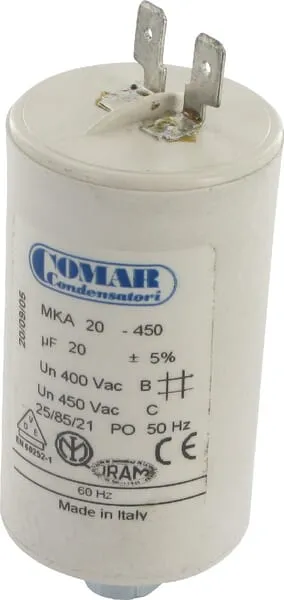 COMAR
Condensatori
MKA 20 - 450
µF 20 ± 5%
Un 400 Vac B
Un 450 Vac C
25/85/21 PO 50 Hz
VDE
EN 60252-1
IRAM
CE
60 Hz
Made in Italy
20/09/05